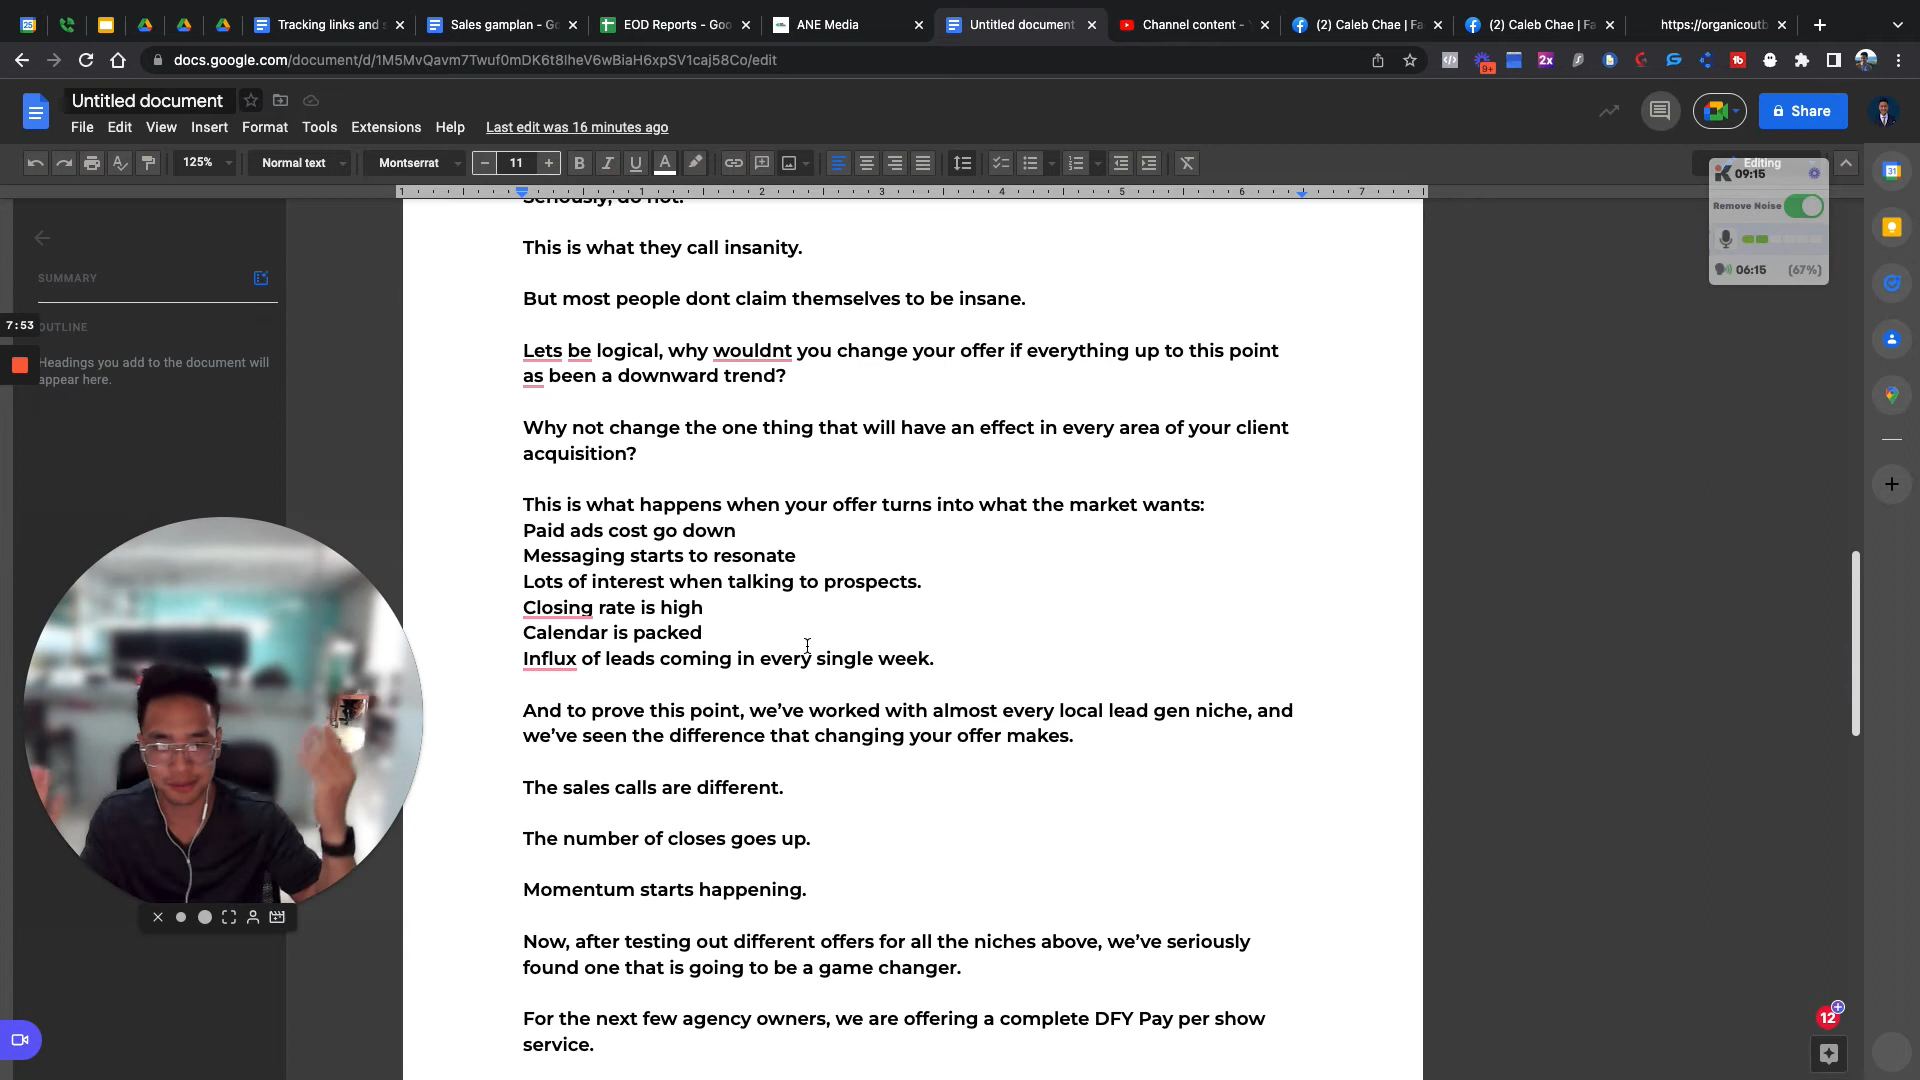 Tracking links and s
Sales gamplan - Go
EOD Reports - Goo
ANE Media
Untitled document
Channel content -
(2) Caleb Chae | Fa
(2) Caleb Chae | Fa
https://organicoutb
docs.google.com/document/d/1M5MvQavm7Twuf0mDK6t8lheV6wBiaH6xpSV1caj58Co/edit
Untitled document
File Edit View Insert Format Tools Extensions Help Last edit was 16 minutes ago
Share
125% Normal text Montserrat 11
Editing
09:15
Remove Noise
06:15 (67%)
1 1 2 3 4 5 6 7
SUMMARY
7:53
OUTLINE
Headings you add to the document will
appear here.
Seriously, do not.
This is what they call insanity.
But most people dont claim themselves to be insane.
Lets be logical, why wouldnt you change your offer if everything up to this point
as been a downward trend?
Why not change the one thing that will have an effect in every area of your client
acquisition?
This is what happens when your offer turns into what the market wants:
Paid ads cost go down
Messaging starts to resonate
Lots of interest when talking to prospects.
Closing rate is high
Calendar is packed
Influx of leads coming in every single week.
And to prove this point, we’ve worked with almost every local lead gen niche, and
we’ve seen the difference that changing your offer makes.
The sales calls are different.
The number of closes goes up.
Momentum starts happening.
Now, after testing out different offers for all the niches above, we’ve seriously
found one that is going to be a game changer.
For the next few agency owners, we are offering a complete DFY Pay per show
service.
12